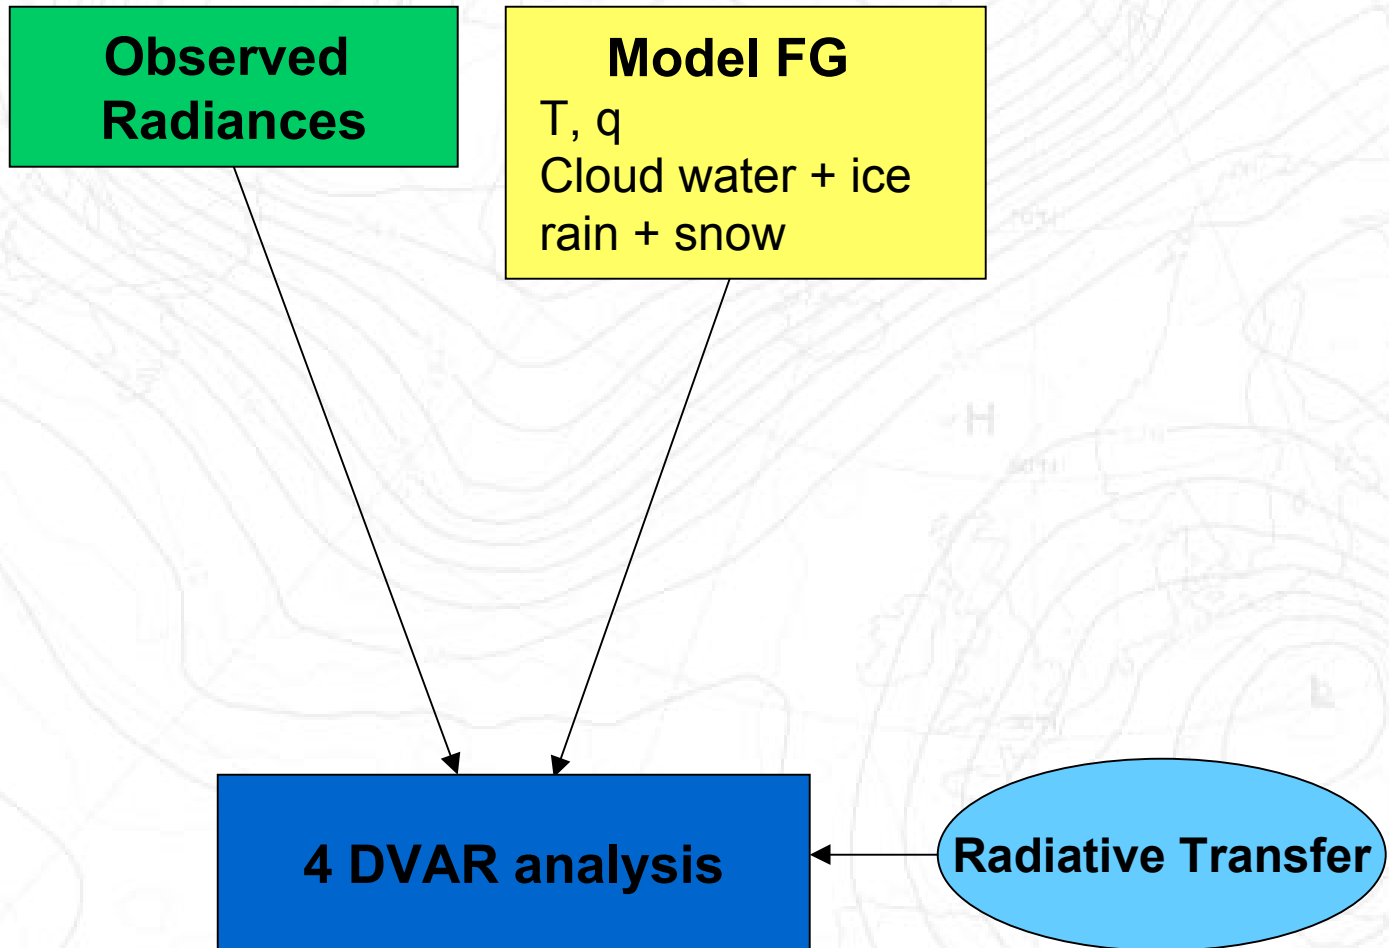 Observed
Radiances
Model FG
T, q
Cloud water + ice
rain + snow
H
4 DVAR analysis
Radiative Transfer